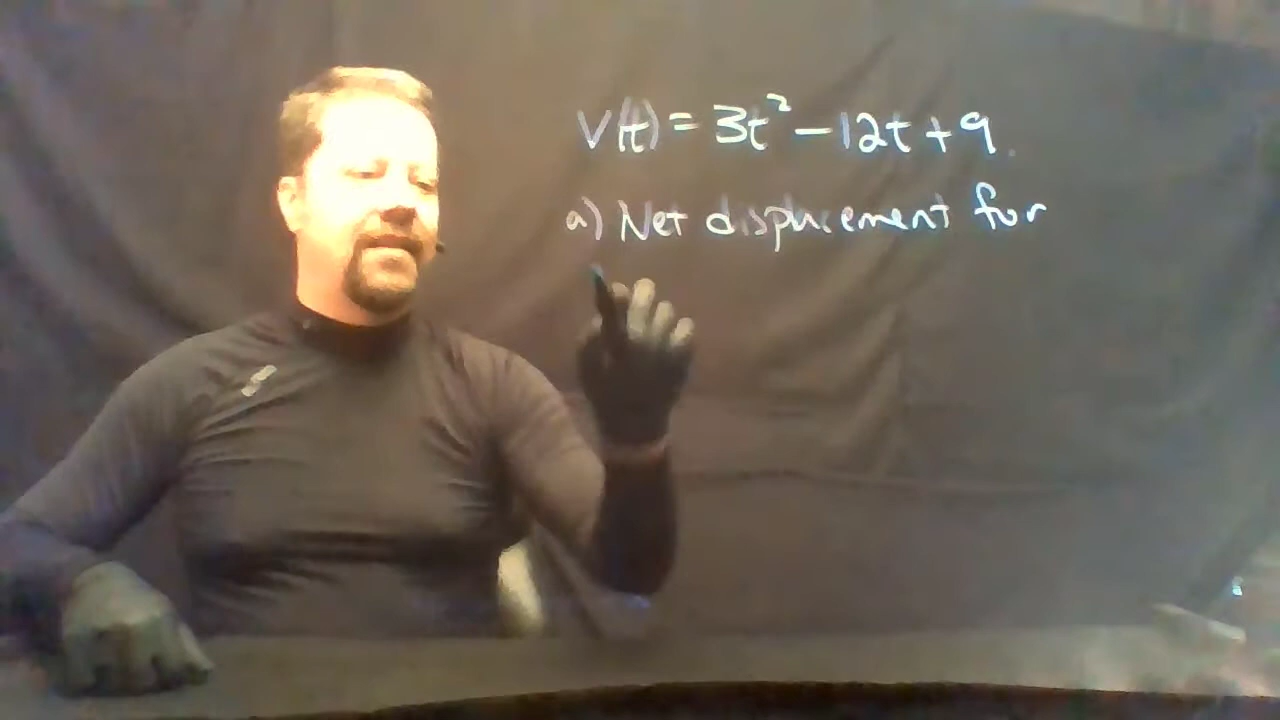 v(t) = 3t² - 12t + 9.
a) Net displacement for